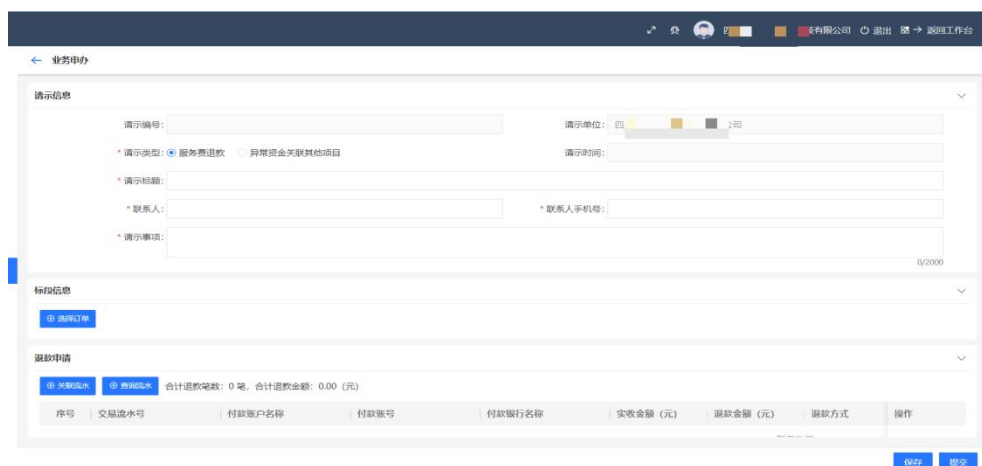 技有限公司 退出 返回工作台
业务申办
请示信息
请示编号:
请示单位: 四 公司
* 请示类型: 服务费退款 异常资金关联其他项目
请示时间:
* 请示标题:
* 联系人:
* 联系人手机号:
* 请示事项:
0/2000
标段信息
选择订单
退款申请
关联流水 查询流水 合计退款笔数: 0 笔, 合计退款金额: 0.00 (元)
序号 交易流水号 付款账户名称 付款账号 付款银行名称 实收金额 (元) 退款金额 (元) 退款方式 操作
保存 提交